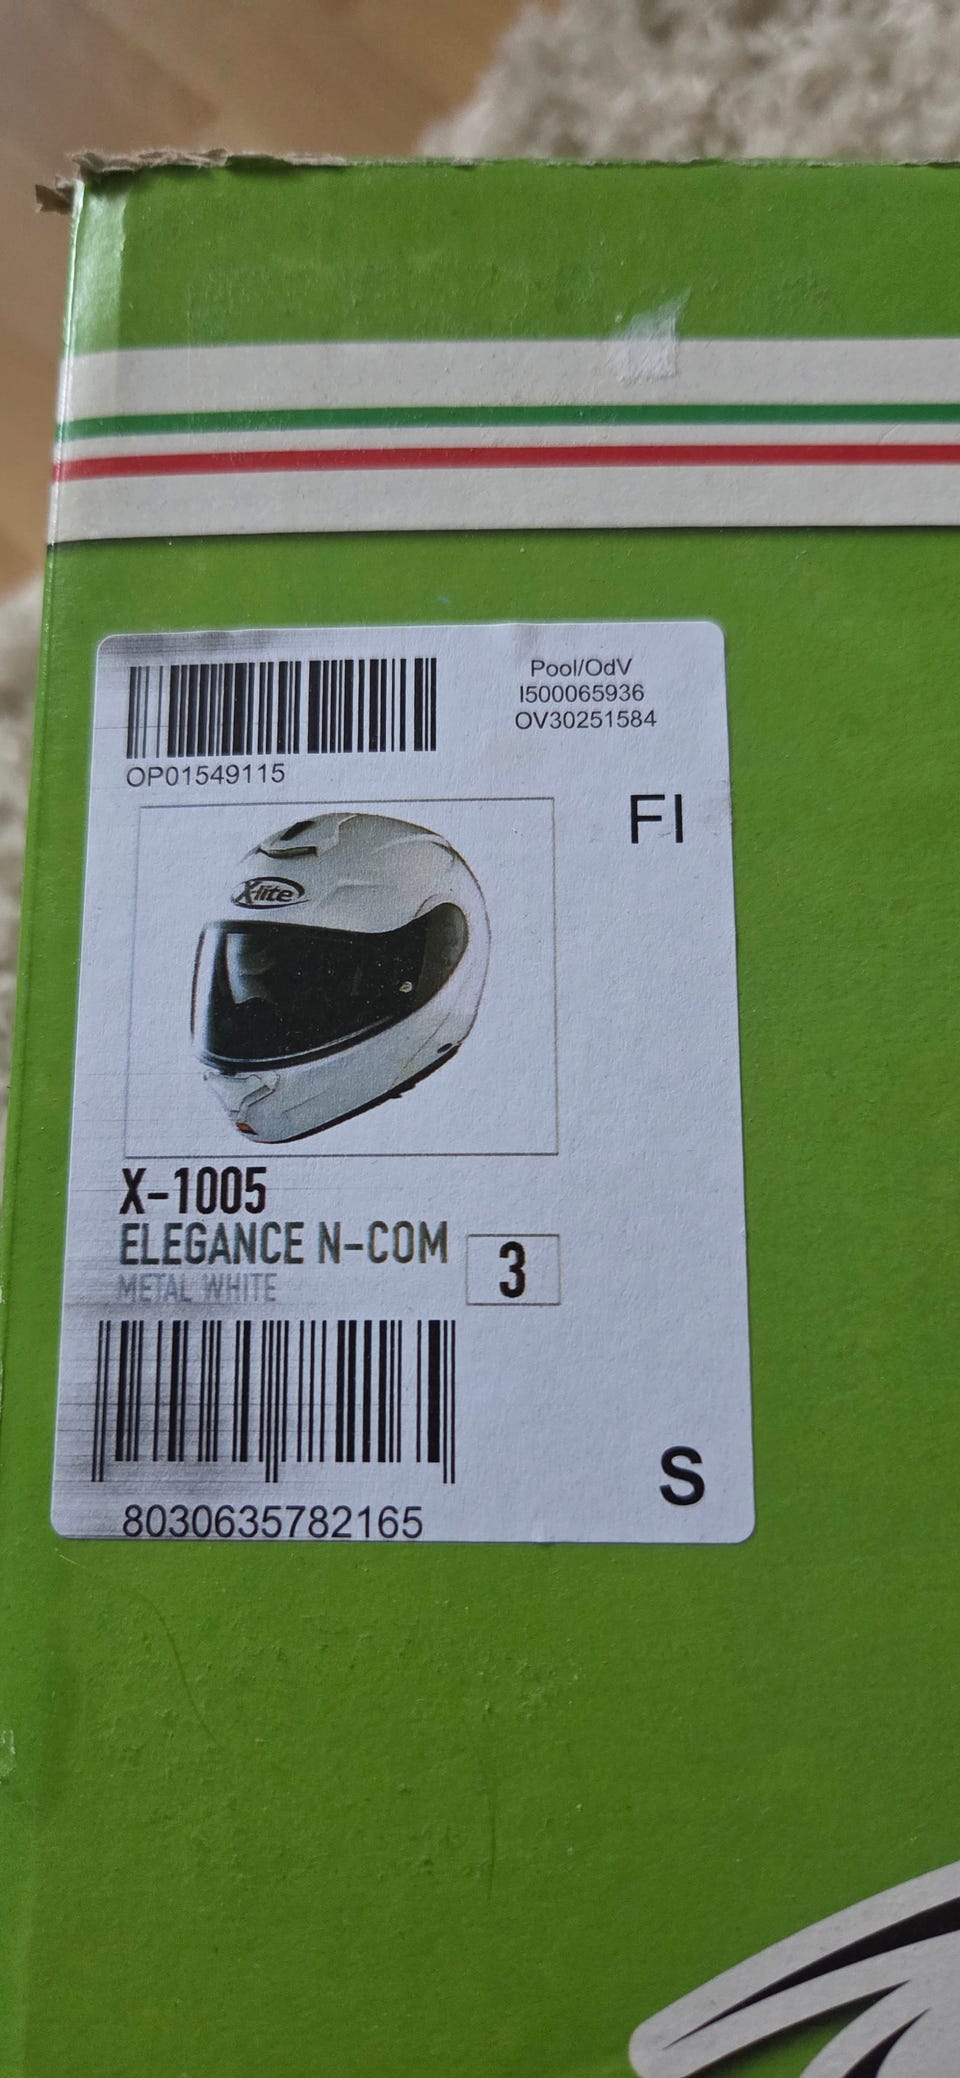 Pool/OdV
I500065936
OV30251584
OP01549115
FI
X-lite
X-1005
ELEGANCE N-COM
METAL WHITE
3
S
8030635782165